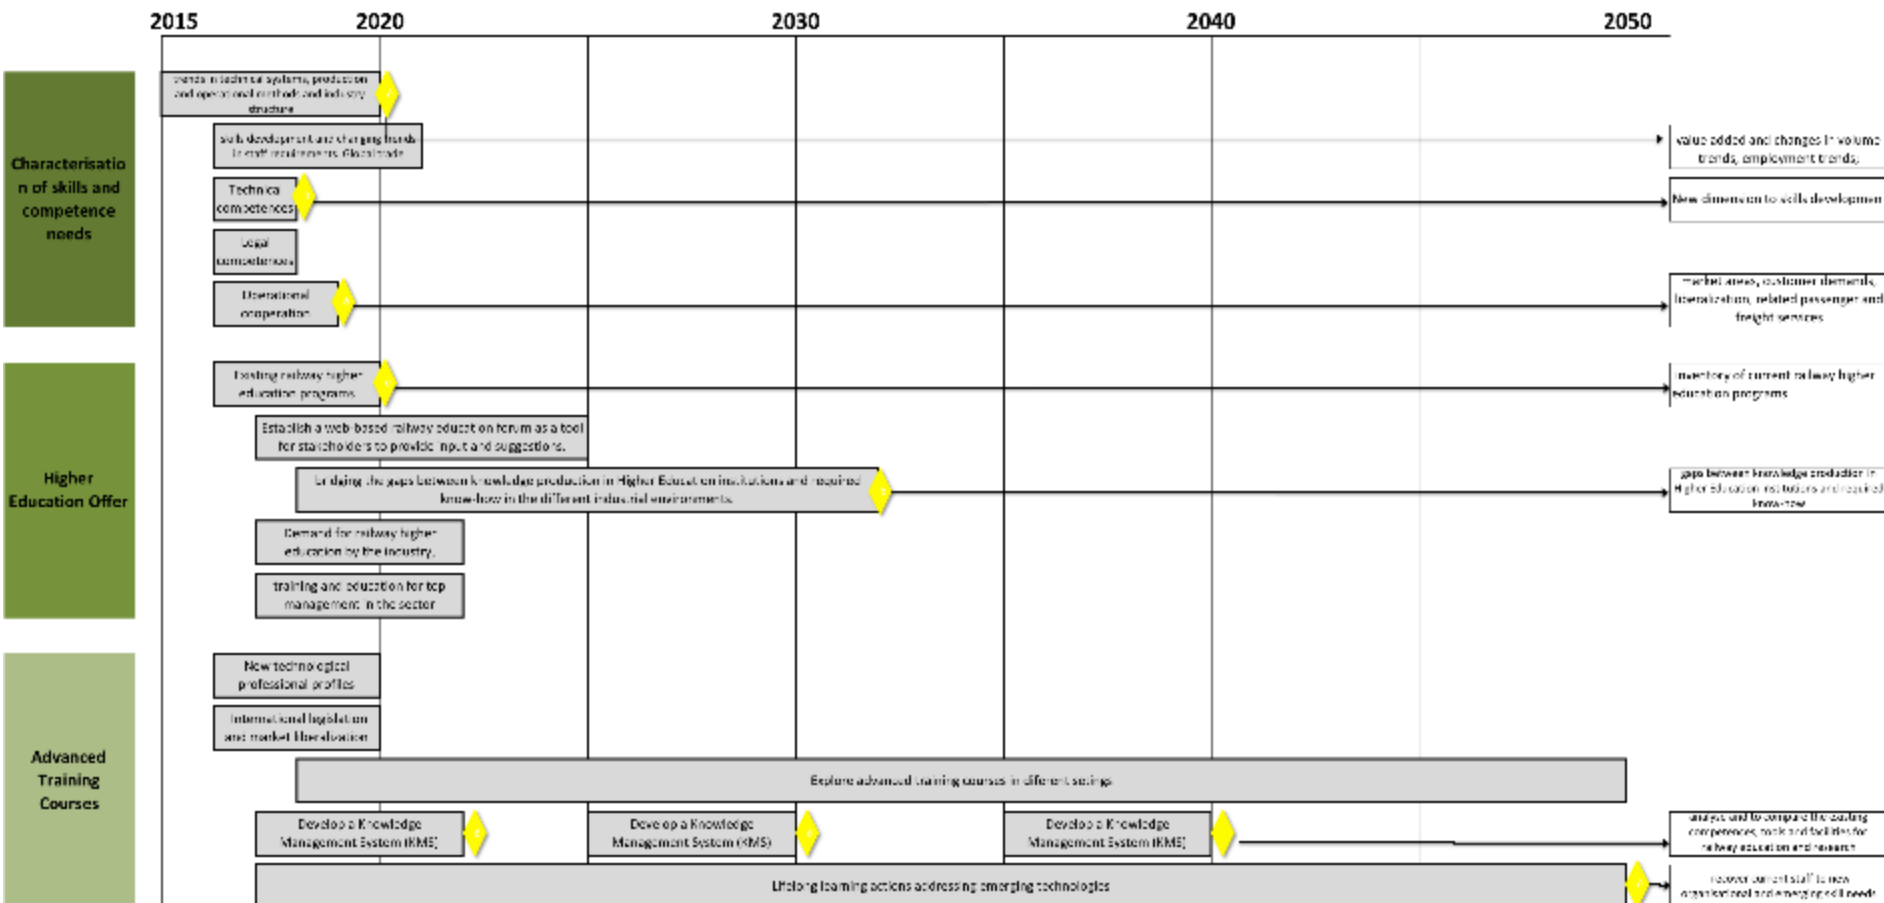 2015 2020 2030 2040 2050
Characterisatio
n of skills and
competence
needs
trends in technical systems, production
and operational methods and industry
structure
skills development and changing trends
in staff requirements. Global trade
value added and changes in volume
trends, employment trends,
Technical
competences
New dimension to skills developmen
Legal
competences
Operational
cooperation
market areas, customer demands,
liberalization, related passenger and
freight services
Higher
Education Offer
Existing railway higher
education programs
inventory of current railway higher
education programs
Establish a web-based railway education forum as a tool
for stakeholders to provide input and suggestions.
bridging the gaps between knowledge production in Higher Education institutions and required
know-how in the different industrial environments.
gaps between knowledge production in
Higher Education institutions and required
know-how
Demand for railway higher
education by the industry.
training and education for top
management in the sector
Advanced
Training
Courses
New technological
professional profiles
International legislation
and market liberalization
Explore advanced training courses in diferent setings
Develop a Knowledge
Management System (KMS)
Develop a Knowledge
Management System (KMS)
Develop a Knowledge
Management System (KMS)
analyse and to compare the existing
competences, tools and facilities for
railway education and research
Lifelong learning actions addressing emerging technologies
recover current staff to new
organisational and emerging skill needs